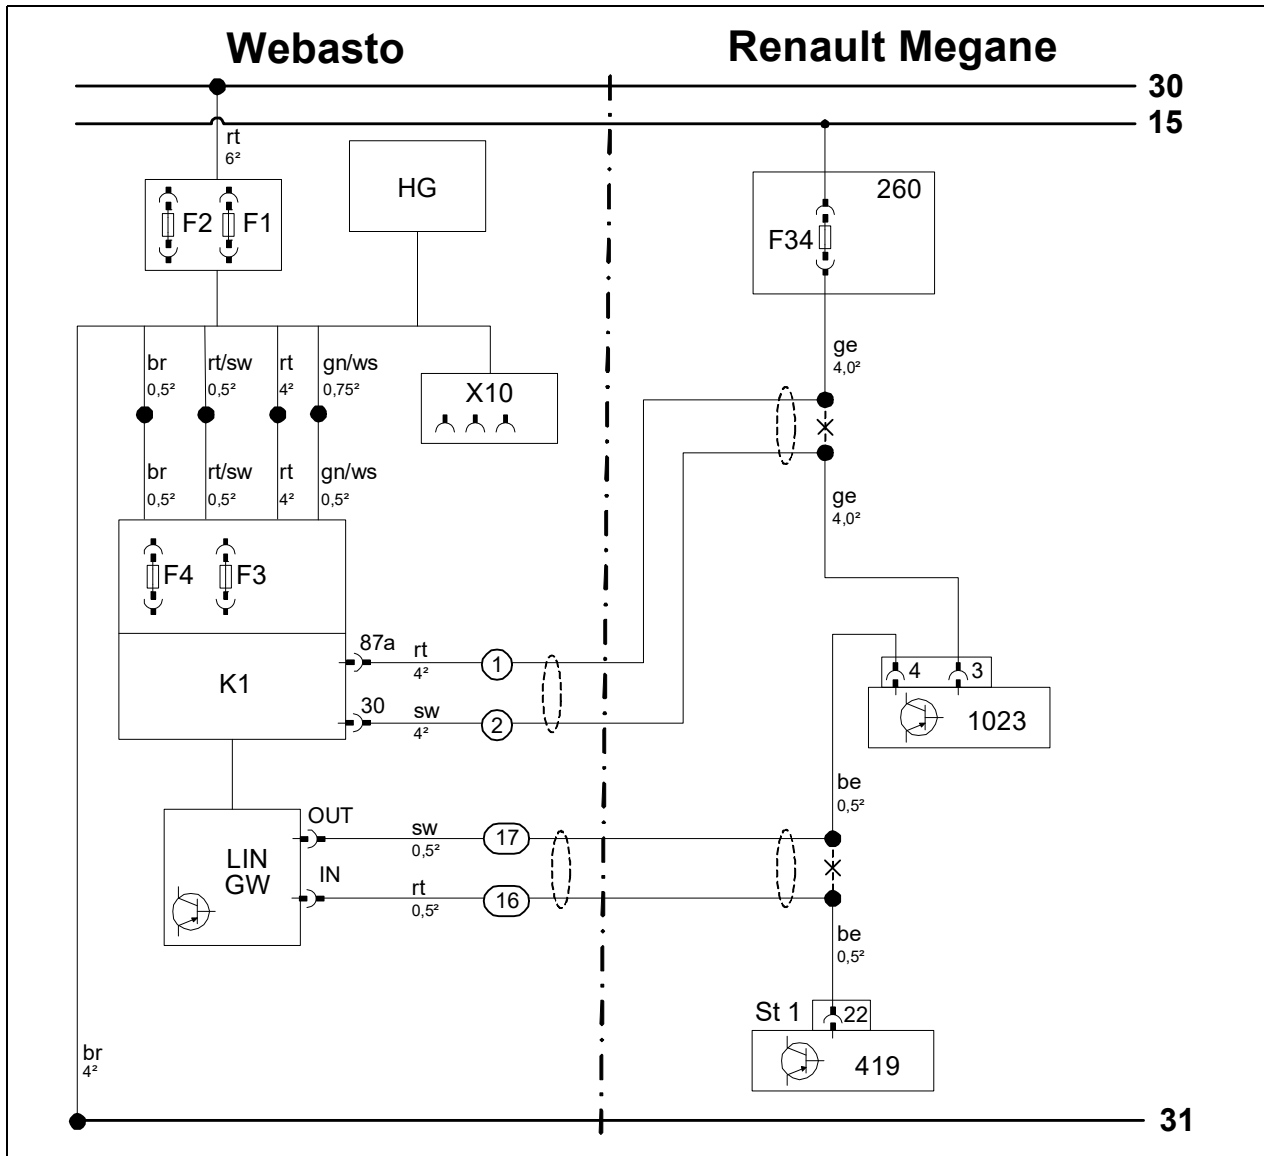 Webasto
Renault Megane
30
15
rt
6²
HG
260
F2 F1
F34
br rt/sw rt gn/ws
0,5² 0,5² 4² 0,75²
ge
4,0²
X10
br rt/sw rt gn/ws
0,5² 0,5² 4² 0,5²
ge
4,0²
F4 F3
87a
rt
4²
1
K1
30
sw
4²
2
4 3
1023
be
0,5²
OUT
sw
0,5²
17
LIN
GW
IN
rt
0,5²
16
be
0,5²
St 1 22
419
br
4²
31